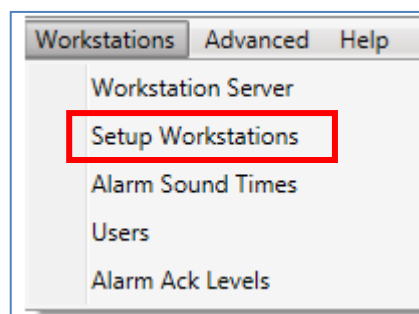 Workstations Advanced Help
Workstation Server
Setup Workstations
Alarm Sound Times
Users
Alarm Ack Levels